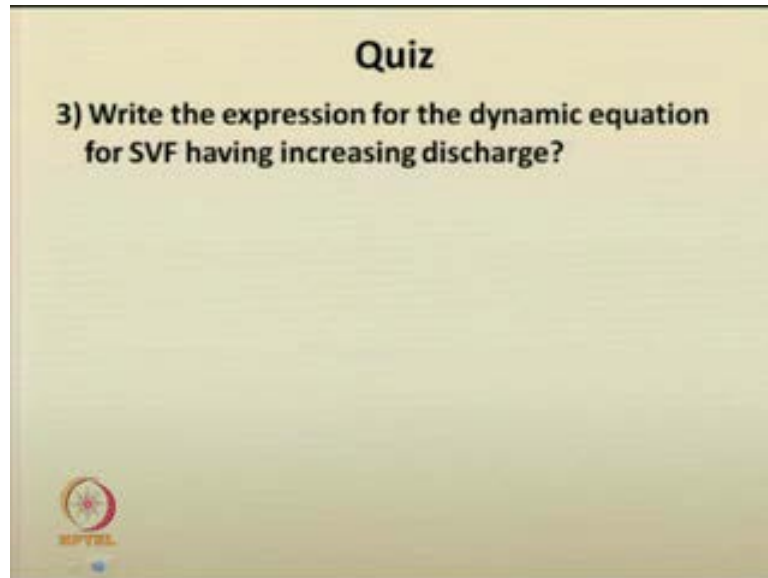 Quiz
3) Write the expression for the dynamic equation
for SVF having increasing discharge?
NPTEL